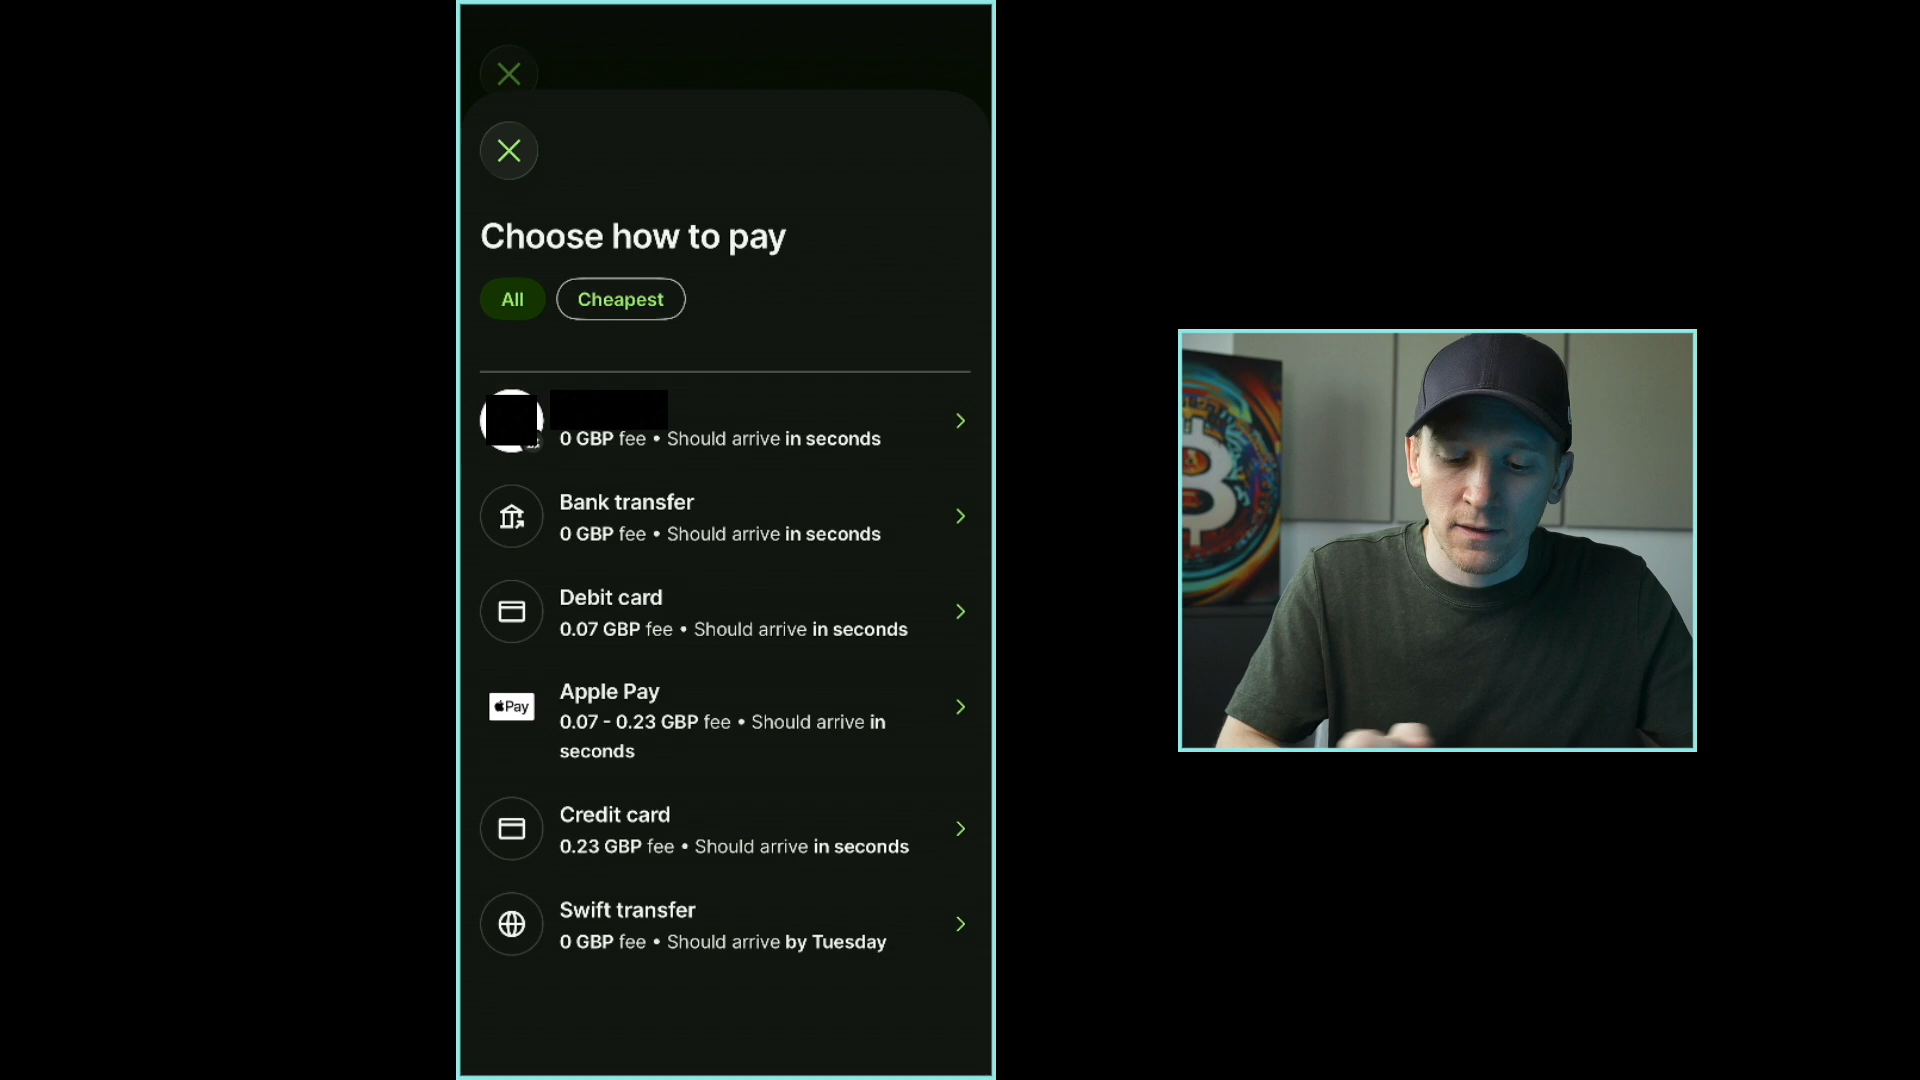 Choose how to pay
All
Cheapest
0 GBP fee • Should arrive in seconds
Bank transfer
0 GBP fee • Should arrive in seconds
Debit card
0.07 GBP fee • Should arrive in seconds
Pay
Apple Pay
0.07 - 0.23 GBP fee • Should arrive in
seconds
Credit card
0.23 GBP fee • Should arrive in seconds
Swift transfer
0 GBP fee • Should arrive by Tuesday